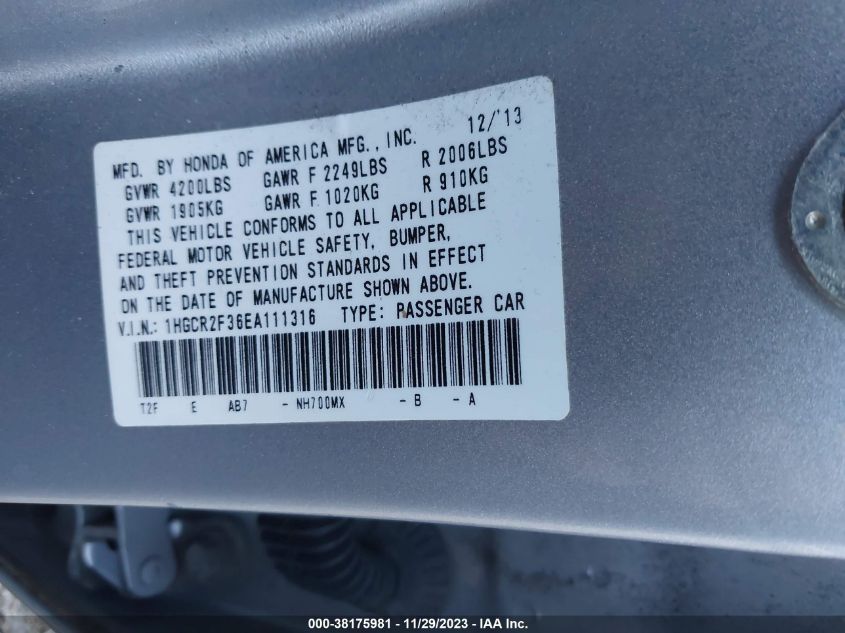 12/'13
MFD. BY HONDA OF AMERICA MFG., INC.
GVWR 4200LBS GAWR F 2249LBS R 2006LBS
GVWR 1905KG GAWR F 1020KG R 910KG
THIS VEHICLE CONFORMS TO ALL APPLICABLE
FEDERAL MOTOR VEHICLE SAFETY, BUMPER,
AND THEFT PREVENTION STANDARDS IN EFFECT
ON THE DATE OF MANUFACTURE SHOWN ABOVE.
V.I.N.: 1HGCR2F36EA111316 TYPE: PASSENGER CAR
T2F E AB7 - NH700MX - B - A
000-38175981 - 11/29/2023 - IAA Inc.